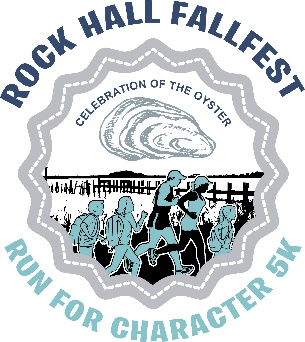 ROCK HALL FALLFEST
CELEBRATION OF THE OYSTER
RUN FOR CHARACTER 5K